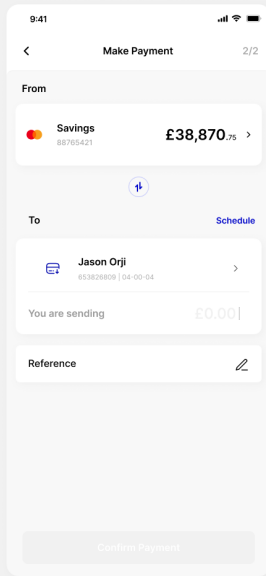 9:41
Make Payment 2/2
From
Savings £38,870.75
88765421
To Schedule
Jason Orji
653826809 | 04-00-04
You are sending £0.00
Reference
Confirm Payment